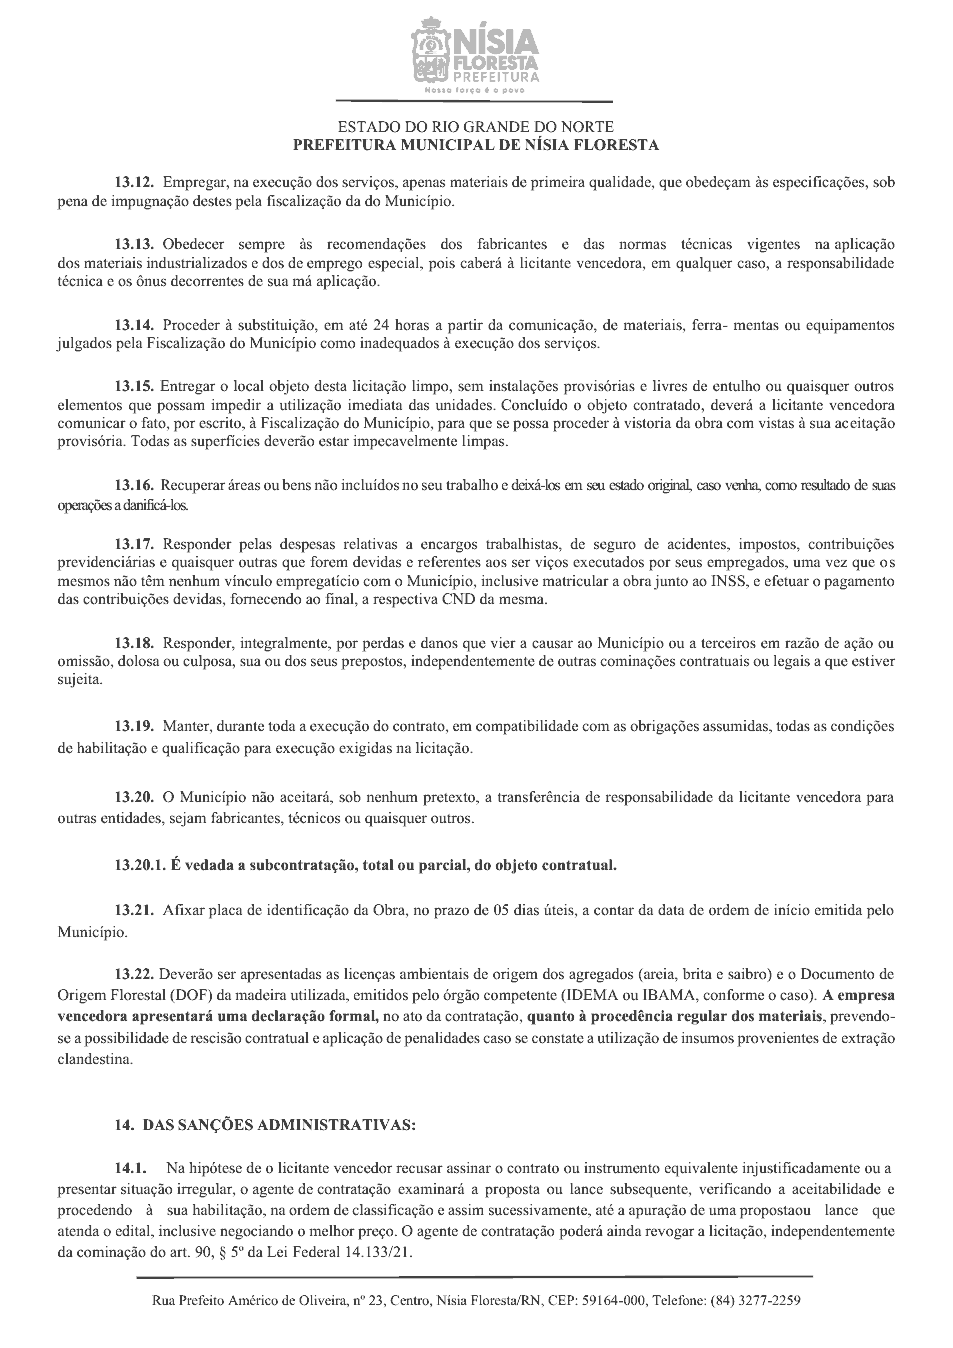 NÍSIA
FLORESTA
PREFEITURA
Nossa força é o povo
ESTADO DO RIO GRANDE DO NORTE
PREFEITURA MUNICIPAL DE NÍSIA FLORESTA
13.12. Empregar, na execução dos serviços, apenas materiais de primeira qualidade, que obedeçam às especificações, sob
pena de impugnação destes pela fiscalização da do Município.
13.13. Obedecer sempre às recomendações dos fabricantes e das normas técnicas vigentes na aplicação
dos materiais industrializados e dos de emprego especial, pois caberá à licitante vencedora, em qualquer caso, a responsabilidade
técnica e os ônus decorrentes de sua má aplicação.
13.14. Proceder à substituição, em até 24 horas a partir da comunicação, de materiais, ferra- mentas ou equipamentos
julgados pela Fiscalização do Município como inadequados à execução dos serviços.
13.15. Entregar o local objeto desta licitação limpo, sem instalações provisórias e livres de entulho ou quaisquer outros
elementos que possam impedir a utilização imediata das unidades. Concluído o objeto contratado, deverá a licitante vencedora
comunicar o fato, por escrito, à Fiscalização do Município, para que se possa proceder à vistoria da obra com vistas à sua aceitação
provisória. Todas as superfícies deverão estar impecavelmente limpas.
13.16. Recuperar áreas ou bens não incluídos no seu trabalho e deixá-los em seu estado original, caso venha, como resultado de suas
operações a danificá-los.
13.17. Responder pelas despesas relativas a encargos trabalhistas, de seguro de acidentes, impostos, contribuições
previdenciárias e quaisquer outras que forem devidas e referentes aos ser viços executados por seus empregados, uma vez que os
mesmos não têm nenhum vínculo empregatício com o Município, inclusive matricular a obra junto ao INSS, e efetuar o pagamento
das contribuições devidas, fornecendo ao final, a respectiva CND da mesma.
13.18. Responder, integralmente, por perdas e danos que vier a causar ao Município ou a terceiros em razão de ação ou
omissão, dolosa ou culposa, sua ou dos seus prepostos, independentemente de outras cominações contratuais ou legais a que estiver
sujeita.
13.19. Manter, durante toda a execução do contrato, em compatibilidade com as obrigações assumidas, todas as condições
de habilitação e qualificação para execução exigidas na licitação.
13.20. O Município não aceitará, sob nenhum pretexto, a transferência de responsabilidade da licitante vencedora para
outras entidades, sejam fabricantes, técnicos ou quaisquer outros.
13.20.1. É vedada a subcontratação, total ou parcial, do objeto contratual.
13.21. Afixar placa de identificação da Obra, no prazo de 05 dias úteis, a contar da data de ordem de início emitida pelo
Município.
13.22. Deverão ser apresentadas as licenças ambientais de origem dos agregados (areia, brita e saibro) e o Documento de
Origem Florestal (DOF) da madeira utilizada, emitidos pelo órgão competente (IDEMA ou IBAMA, conforme o caso). A empresa
vencedora apresentará uma declaração formal, no ato da contratação, quanto à procedência regular dos materiais, prevendo-
se a possibilidade de rescisão contratual e aplicação de penalidades caso se constate a utilização de insumos provenientes de extração
clandestina.
14. DAS SANÇÕES ADMINISTRATIVAS:
14.1. Na hipótese de o licitante vencedor recusar assinar o contrato ou instrumento equivalente injustificadamente ou a
presentar situação irregular, o agente de contratação examinará a proposta ou lance subsequente, verificando a aceitabilidade e
procedendo à sua habilitação, na ordem de classificação e assim sucessivamente, até a apuração de uma propostaou lance que
atenda o edital, inclusive negociando o melhor preço. O agente de contratação poderá ainda revogar a licitação, independentemente
da cominação do art. 90, § 5º da Lei Federal 14.133/21.
Rua Prefeito Américo de Oliveira, nº 23, Centro, Nísia Floresta/RN, CEP: 59164-000, Telefone: (84) 3277-2259